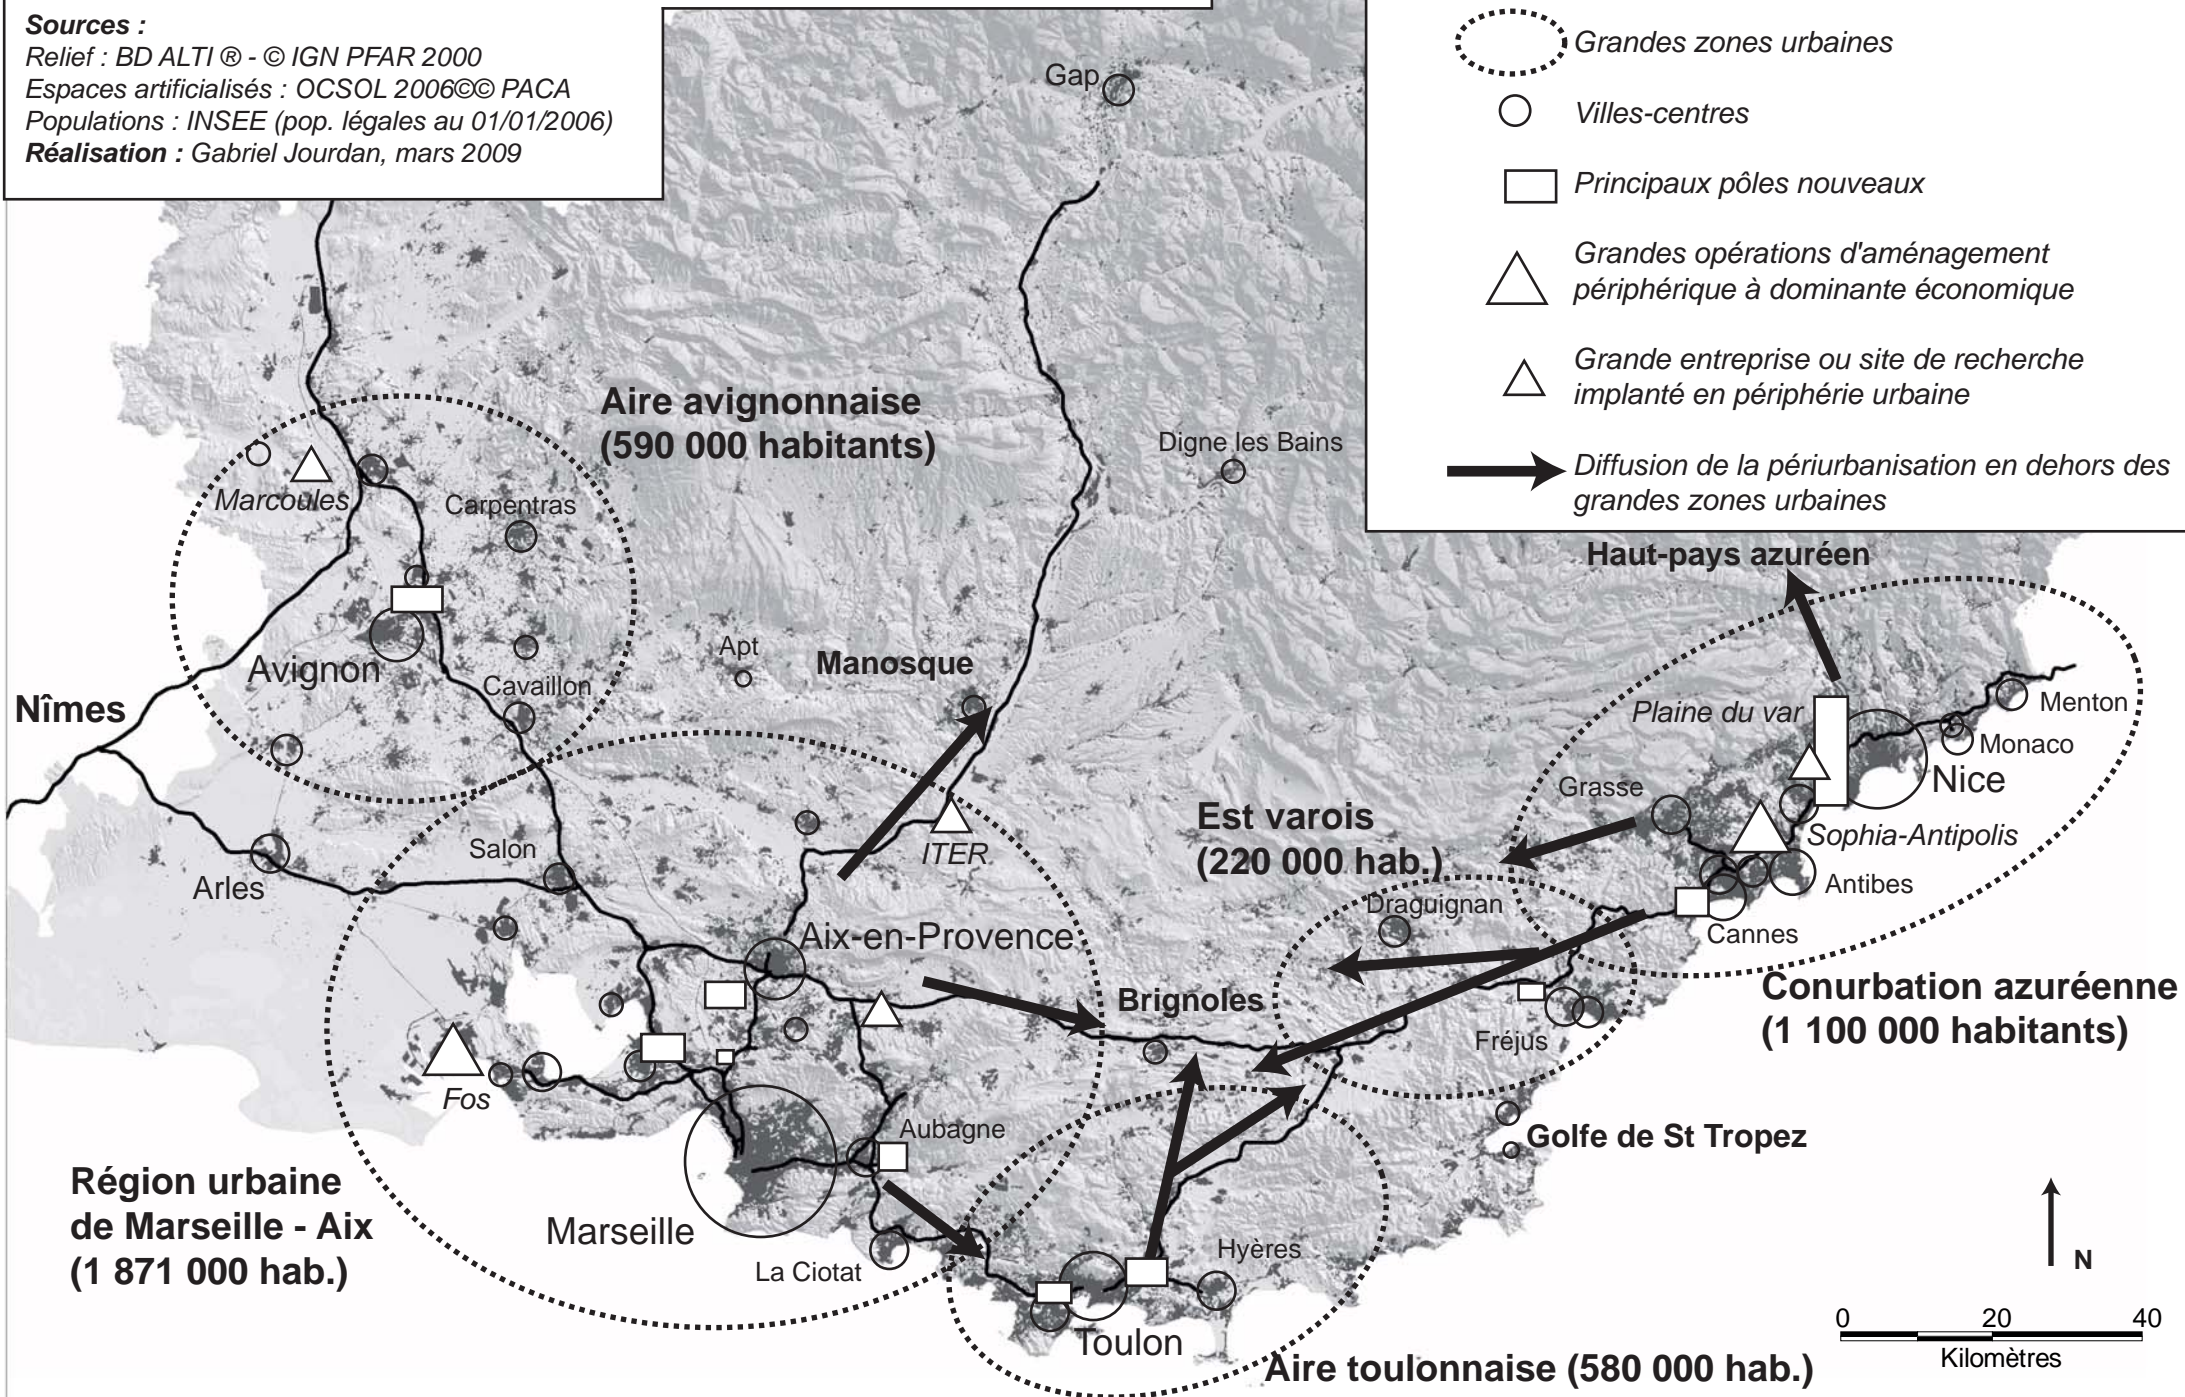 Sources :
Relief : BD ALTI ® - © IGN PFAR 2000
Espaces artificialisés : OCSOL 2006©© PACA
Populations : INSEE (pop. légales au 01/01/2006)
Réalisation : Gabriel Jourdan, mars 2009
Grandes zones urbaines
Villes-centres
Principaux pôles nouveaux
Grandes opérations d'aménagement
périphérique à dominante économique
Grande entreprise ou site de recherche
implanté en périphérie urbaine
Diffusion de la périurbanisation en dehors des
grandes zones urbaines
Gap
Aire avignonnaise
(590 000 habitants)
Digne les Bains
Marcoules
Carpentras
Haut-pays azuréen
Avignon
Apt
Manosque
Cavaillon
Nîmes
Plaine du var
Menton
Monaco
Nice
Grasse
Est varois
(220 000 hab.)
Sophia-Antipolis
ITER
Salon
Arles
Antibes
Draguignan
Cannes
Aix-en-Provence
Conurbation azuréenne
(1 100 000 habitants)
Brignoles
Fréjus
Fos
Aubagne
Golfe de St Tropez
Région urbaine
de Marseille - Aix
(1 871 000 hab.)
Marseille
La Ciotat
Hyères
N
Toulon
Aire toulonnaise (580 000 hab.)
0 20 40
Kilomètres